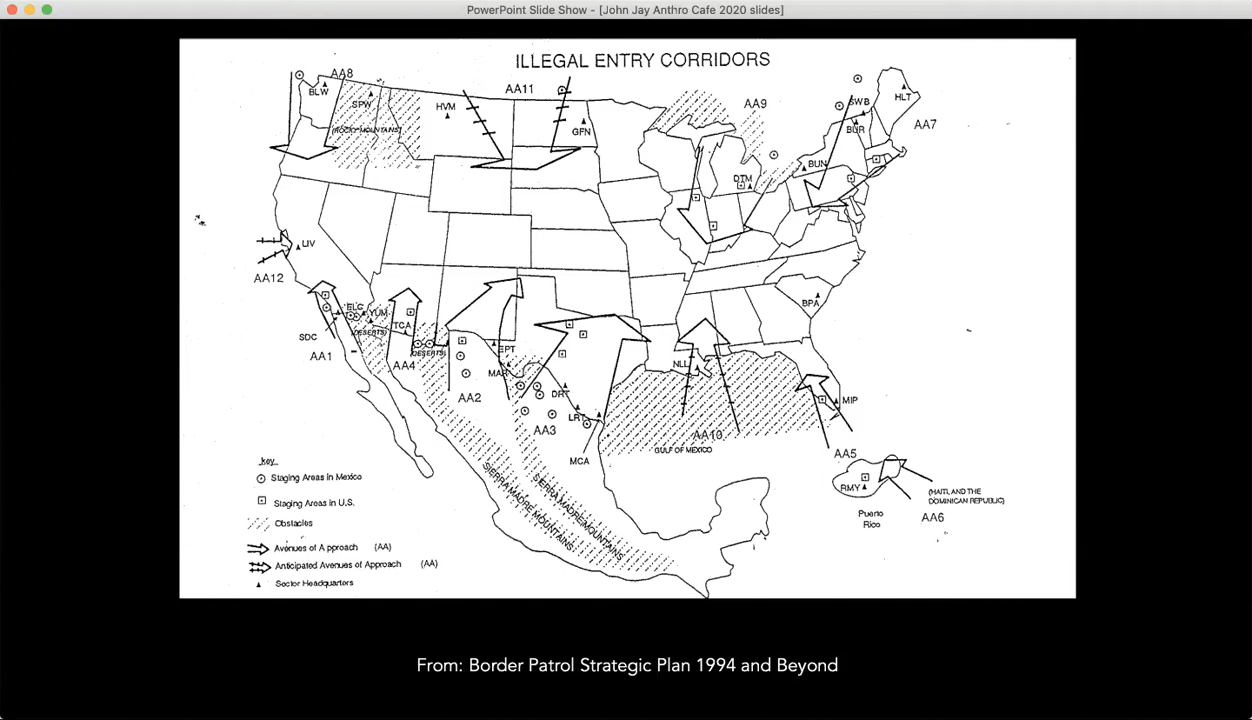 PowerPoint Slide Show - [John Jay Anthro Cafe 2020 slides]
ILLEGAL ENTRY CORRIDORS
AA8
BLW
SPW
(ROCKY MOUNTAINS)
HVM
AA11
GFN
AA9
DTM
SWB
HLT
BUR
AA7
BUN
LIV
AA12
SDC
ELC
YUM
(DESERTS)
AA1
TCA
AA4
(DESERTS)
EPT
MAR
AA2
DRT
LRT
AA3
MCA
NLL
AA10
GULF OF MEXICO
BPA
MIP
AA5
RMY
Puerto
Rico
(HAITI, AND THE
DOMINICAN REPUBLIC)
AA6
SIERRA MADRE MOUNTAINS
SIERRA MADRE MOUNTAINS
key
Staging Areas in Mexico
Staging Areas in U.S.
Obstacles
Avenues of Approach (AA)
Anticipated Avenues of Approach (AA)
Sector Headquarters
From: Border Patrol Strategic Plan 1994 and Beyond